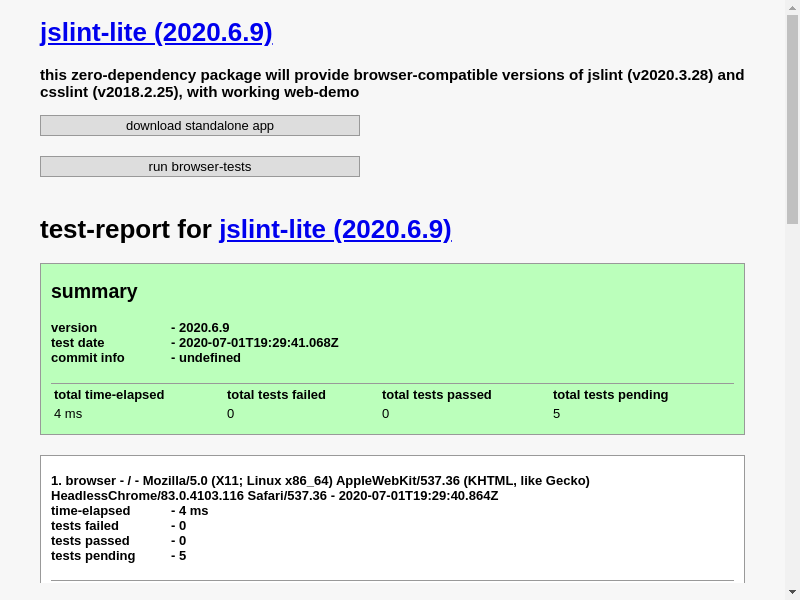 jslint-lite (2020.6.9)
this zero-dependency package will provide browser-compatible versions of jslint (v2020.3.28) and
csslint (v2018.2.25), with working web-demo
download standalone app
run browser-tests
test-report for jslint-lite (2020.6.9)
summary
version - 2020.6.9
test date - 2020-07-01T19:29:41.068Z
commit info - undefined
total time-elapsed total tests failed total tests passed total tests pending
4 ms 0 0 5
1. browser - / - Mozilla/5.0 (X11; Linux x86_64) AppleWebKit/537.36 (KHTML, like Gecko)
HeadlessChrome/83.0.4103.116 Safari/537.36 - 2020-07-01T19:29:40.864Z
time-elapsed - 4 ms
tests failed - 0
tests passed - 0
tests pending - 5